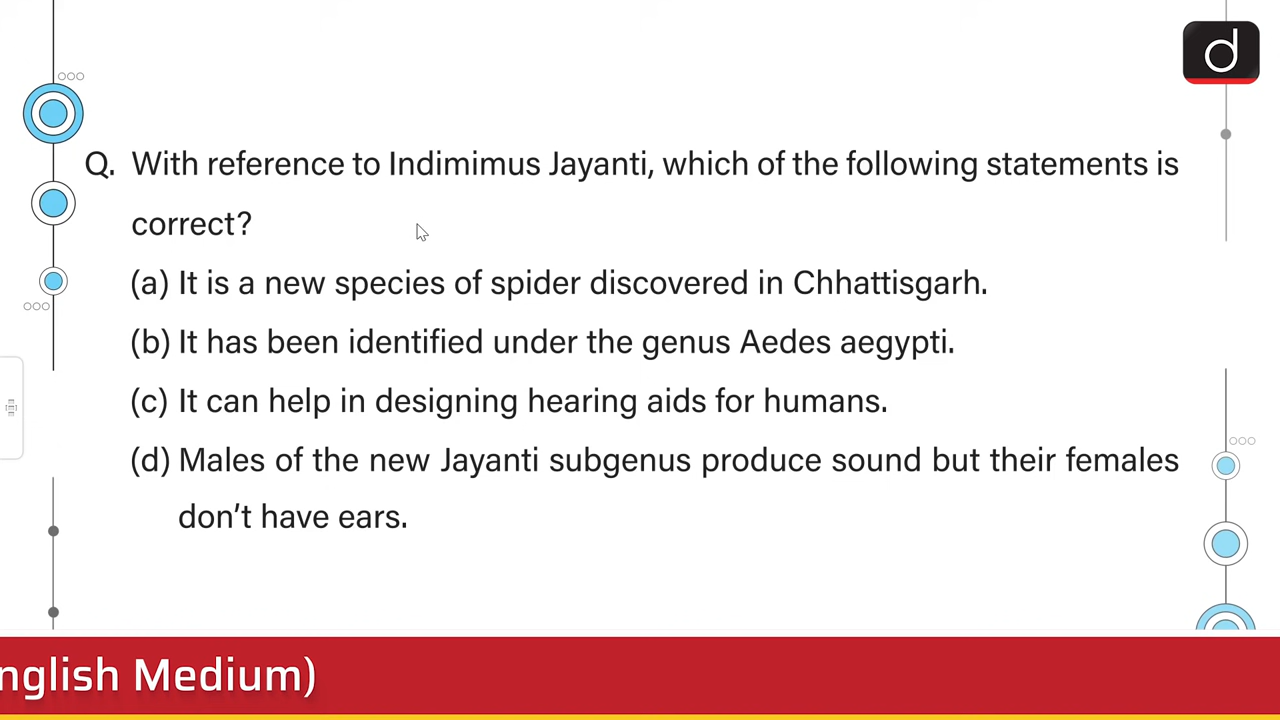 d
Q. With reference to Indimimus Jayanti, which of the following statements is
correct?
(a) It is a new species of spider discovered in Chhattisgarh.
(b) It has been identified under the genus Aedes aegypti.
(c) It can help in designing hearing aids for humans.
(d) Males of the new Jayanti subgenus produce sound but their females
don't have ears.
nglish Medium)